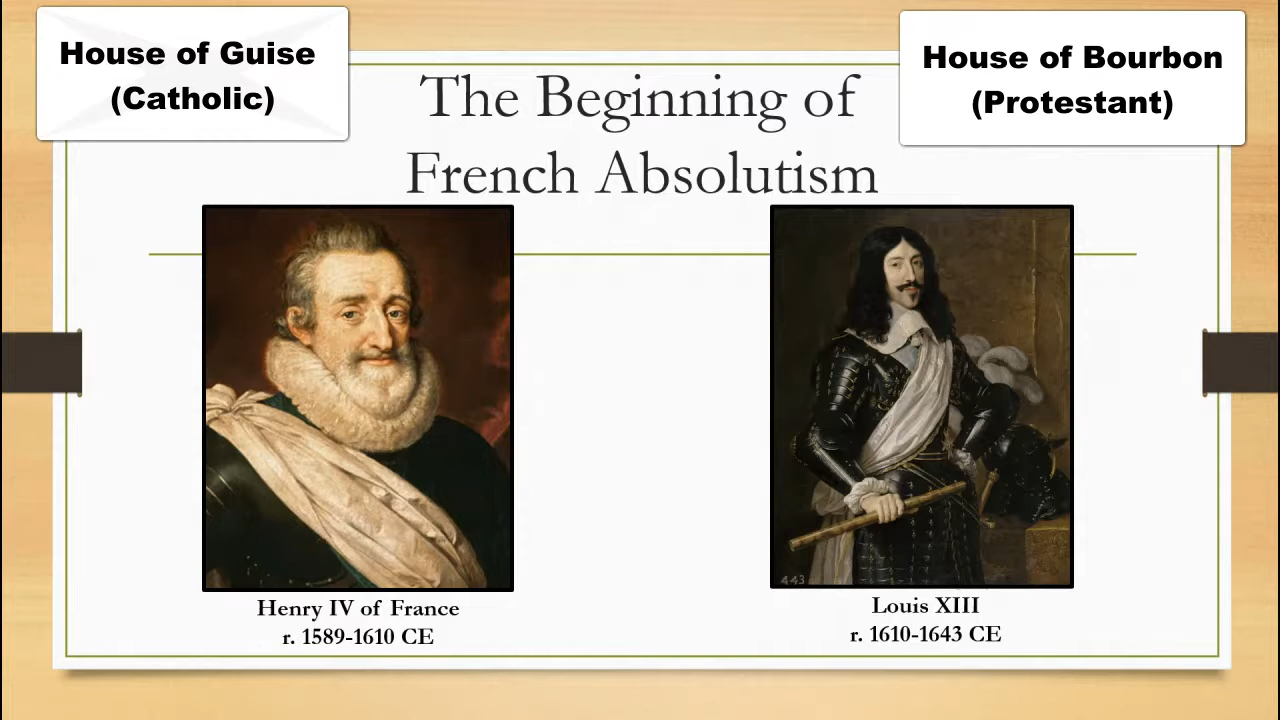 House of Guise
(Catholic)
House of Bourbon
(Protestant)
The Beginning of
French Absolutism
443
Henry IV of France
r. 1589-1610 CE
Louis XIII
r. 1610-1643 CE